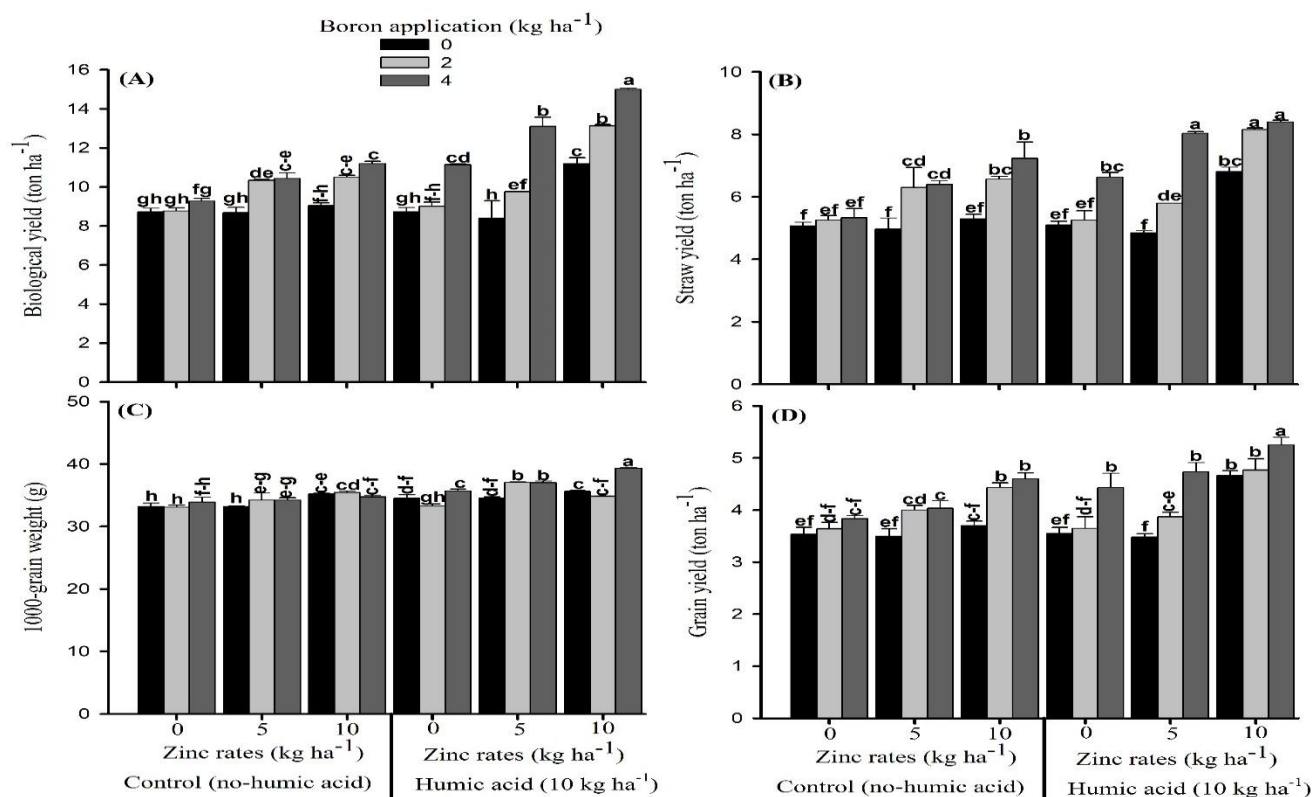 Boron application (kg ha⁻¹)
0
2
4
(A)
Biological yield (ton ha⁻¹)
16
14
12
10
8
6
4
2
0
gh gh fg gh de c-e f-h c-e c gh f-h cd h ef b c b a
(B)
Straw yield (ton ha⁻¹)
10
8
6
4
2
0
f ef ef f cd cd ef bc b ef ef bc f de a bc a a
(C)
1000-grain weight (g)
50
40
30
20
10
0
h h f-h h e-g e-g c-e cd c-f d-f gh c d-f b b c c-f a
0 5 10 0 5 10
Zinc rates (kg ha⁻¹) Zinc rates (kg ha⁻¹)
Control (no-humic acid) Humic acid (10 kg ha⁻¹)
(D)
Grain yield (ton ha⁻¹)
6
5
4
3
2
1
0
ef d-f c-f ef cd c c-f b b ef d-f b f c-e b b b a
0 5 10 0 5 10
Zinc rates (kg ha⁻¹) Zinc rates (kg ha⁻¹)
Control (no-humic acid) Humic acid (10 kg ha⁻¹)